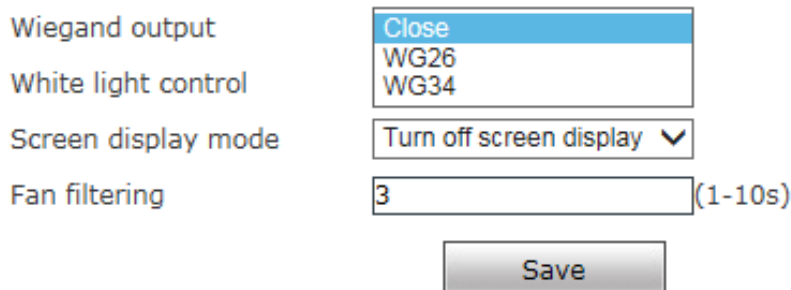 Wiegand output Close
WG26
White light control WG34
Screen display mode Turn off screen display
Fan filtering 3 (1-10s)
Save